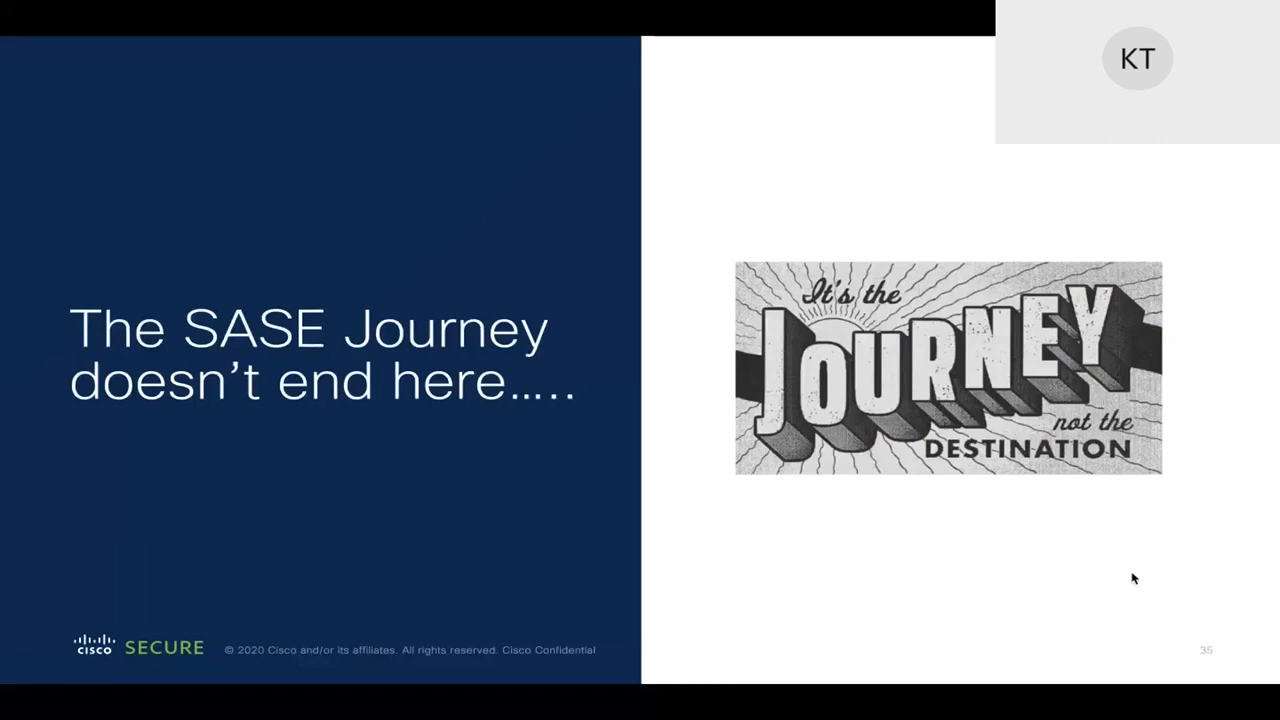 KT
The SASE Journey
doesn't end here.....
It's the
JOURNEY
not the
DESTINATION
cisco SECURE © 2020 Cisco and/or its affiliates. All rights reserved. Cisco Confidential
35